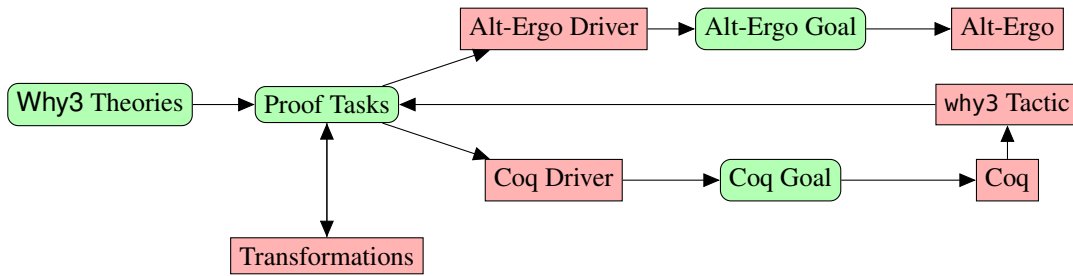 Alt-Ergo Driver
Alt-Ergo Goal
Alt-Ergo
Why3 Theories
Proof Tasks
why3 Tactic
Coq Driver
Coq Goal
Coq
Transformations